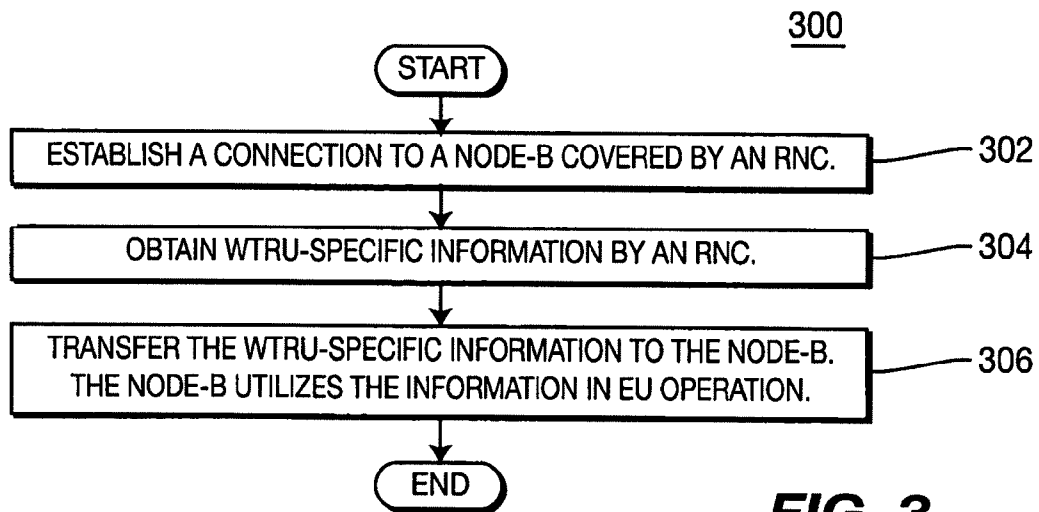 300
START
ESTABLISH A CONNECTION TO A NODE-B COVERED BY AN RNC.
302
OBTAIN WTRU-SPECIFIC INFORMATION BY AN RNC.
304
TRANSFER THE WTRU-SPECIFIC INFORMATION TO THE NODE-B.
THE NODE-B UTILIZES THE INFORMATION IN EU OPERATION.
306
END
FIG. 3